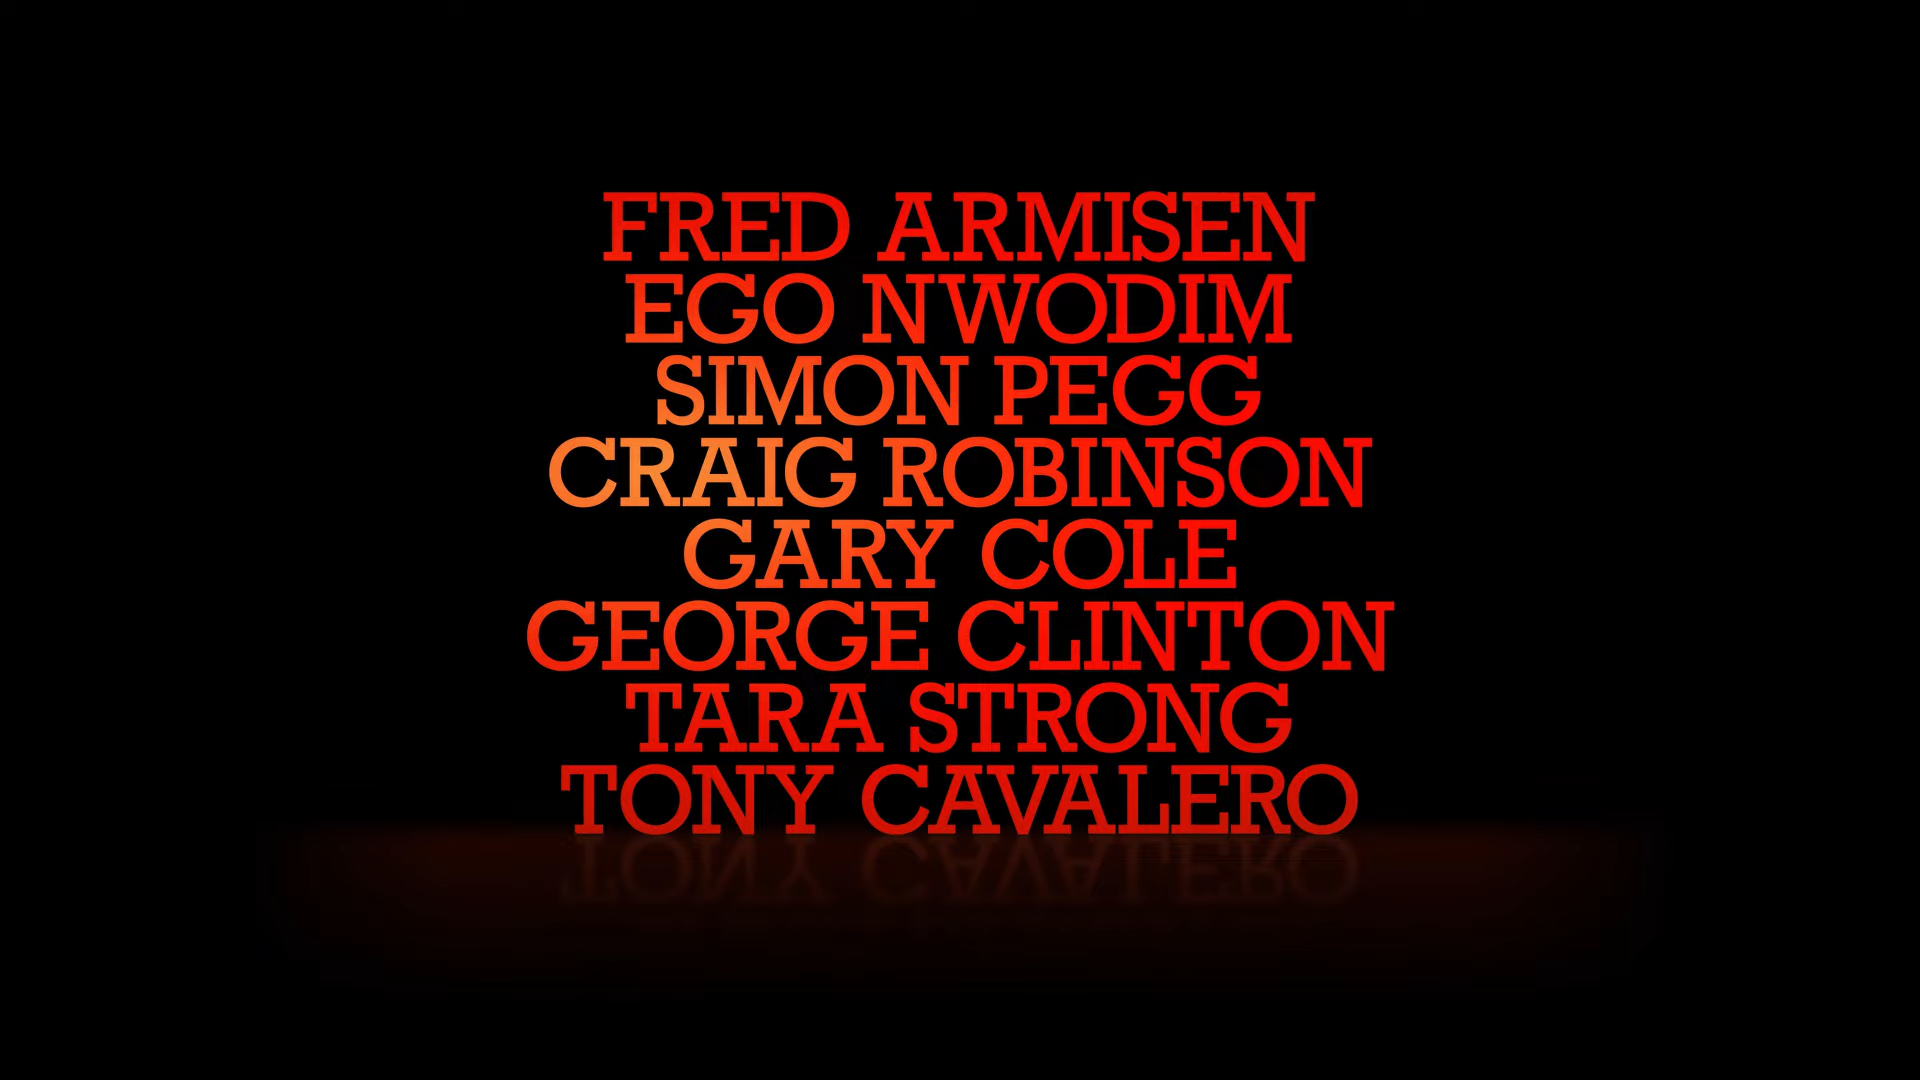 FRED ARMISEN
EGO NWODIM
SIMON PEGG
CRAIG ROBINSON
GARY COLE
GEORGE CLINTON
TARA STRONG
TONY CAVALERO